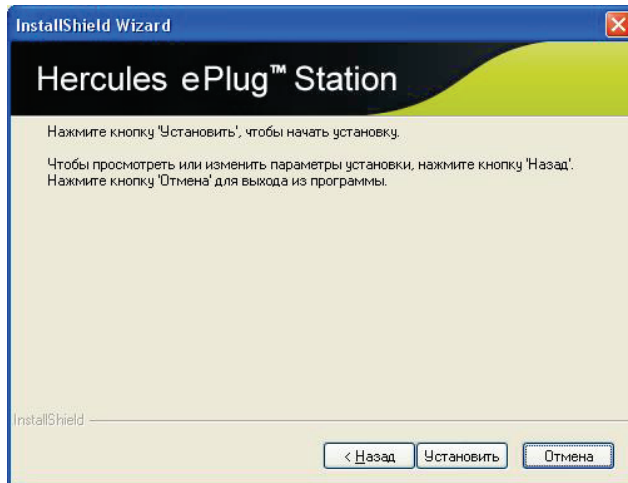 InstallShield Wizard
Hercules ePlug™ Station
Нажмите кнопку 'Установить', чтобы начать установку.
Чтобы просмотреть или изменить параметры установки, нажмите кнопку 'Назад'.
Нажмите кнопку 'Отмена' для выхода из программы.
InstallShield
< Назад Установить Отмена